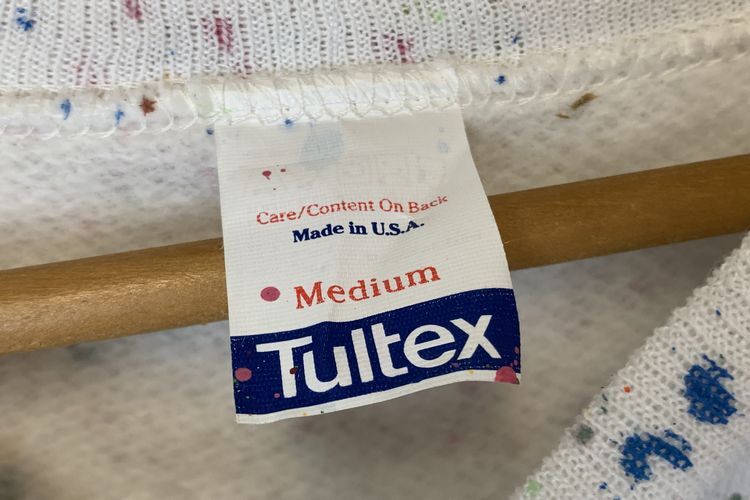 Care/Content On Back
Made in U.S.A.
Medium
Tultex